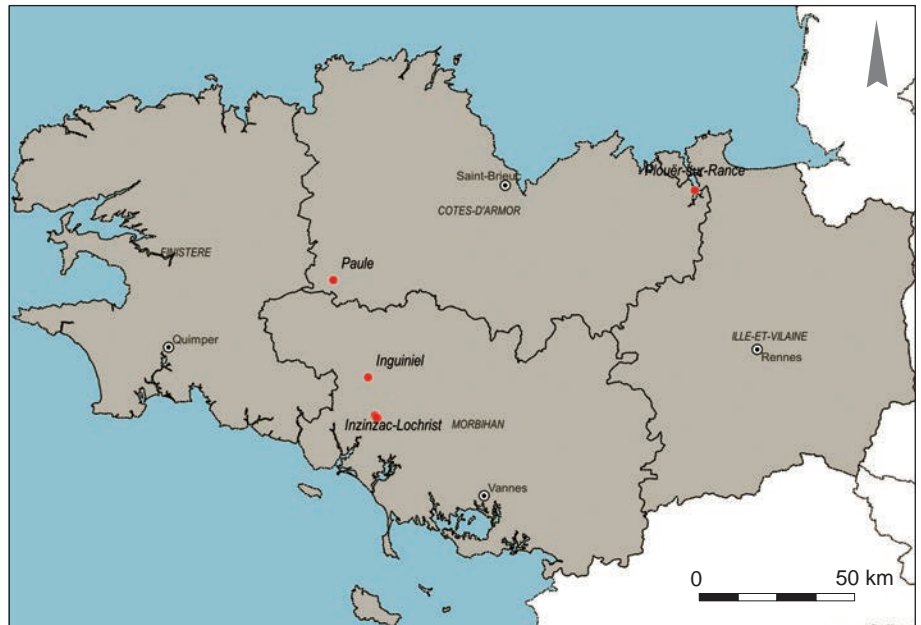 Plouër-sur-Rance
Saint-Brieuc
COTES-D'ARMOR
FINISTERE
Paule
Quimper
ILLE-ET-VILAINE
Rennes
Inguiniel
Inzinzac-Lochrist
MORBIHAN
Vannes
0 50 km